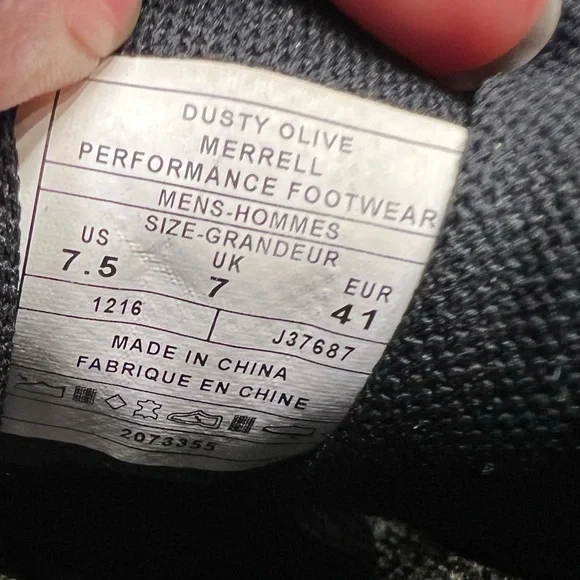 DUSTY OLIVE
MERRELL
PERFORMANCE FOOTWEAR
MENS-HOMMES
SIZE-GRANDEUR
US UK EUR
7.5 7 41
1216 J37687
MADE IN CHINA
FABRIQUE EN CHINE
2073355